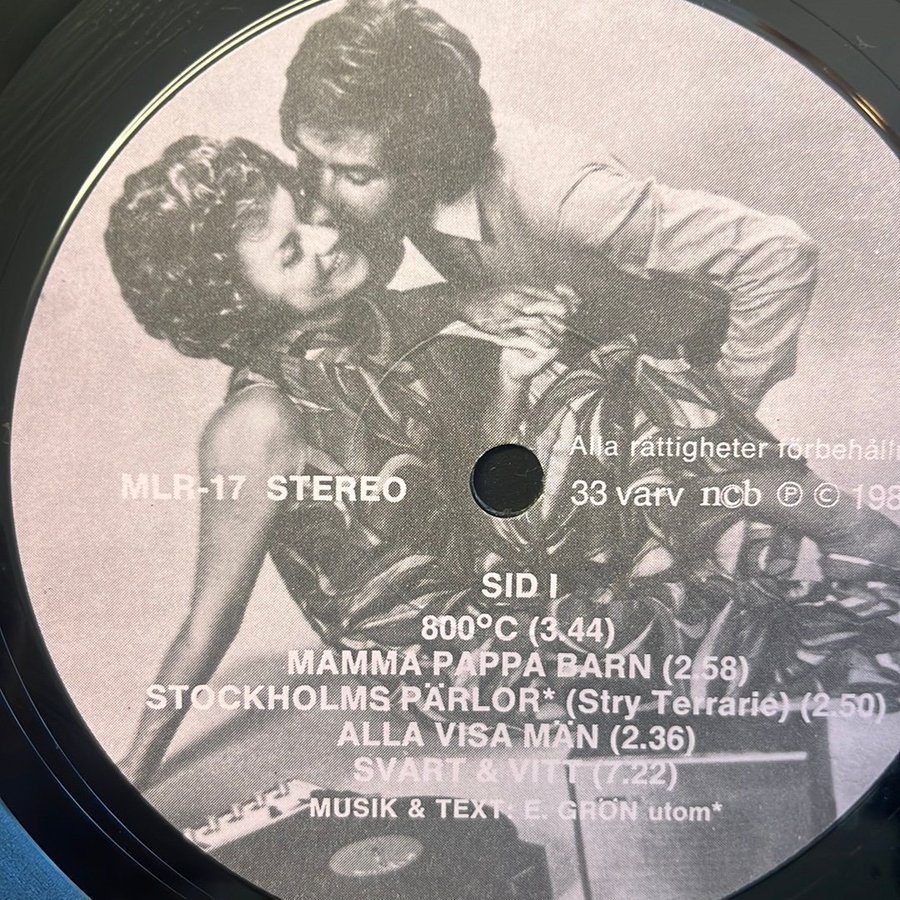 Alla rättigheter
MLR-17 STEREO 33 varv ncb Ⓟ © 198
SID I
800°C (3.44)
MAMMA PAPPA BARN (2.58)
STOCKHOLMS PÄRLOR* (Stry Terrarie) (2.50)
ALLA VISA MÄN (2.36)
SVART & VITT (7.22)
MUSIK & TEXT: E. GRÖN utom*